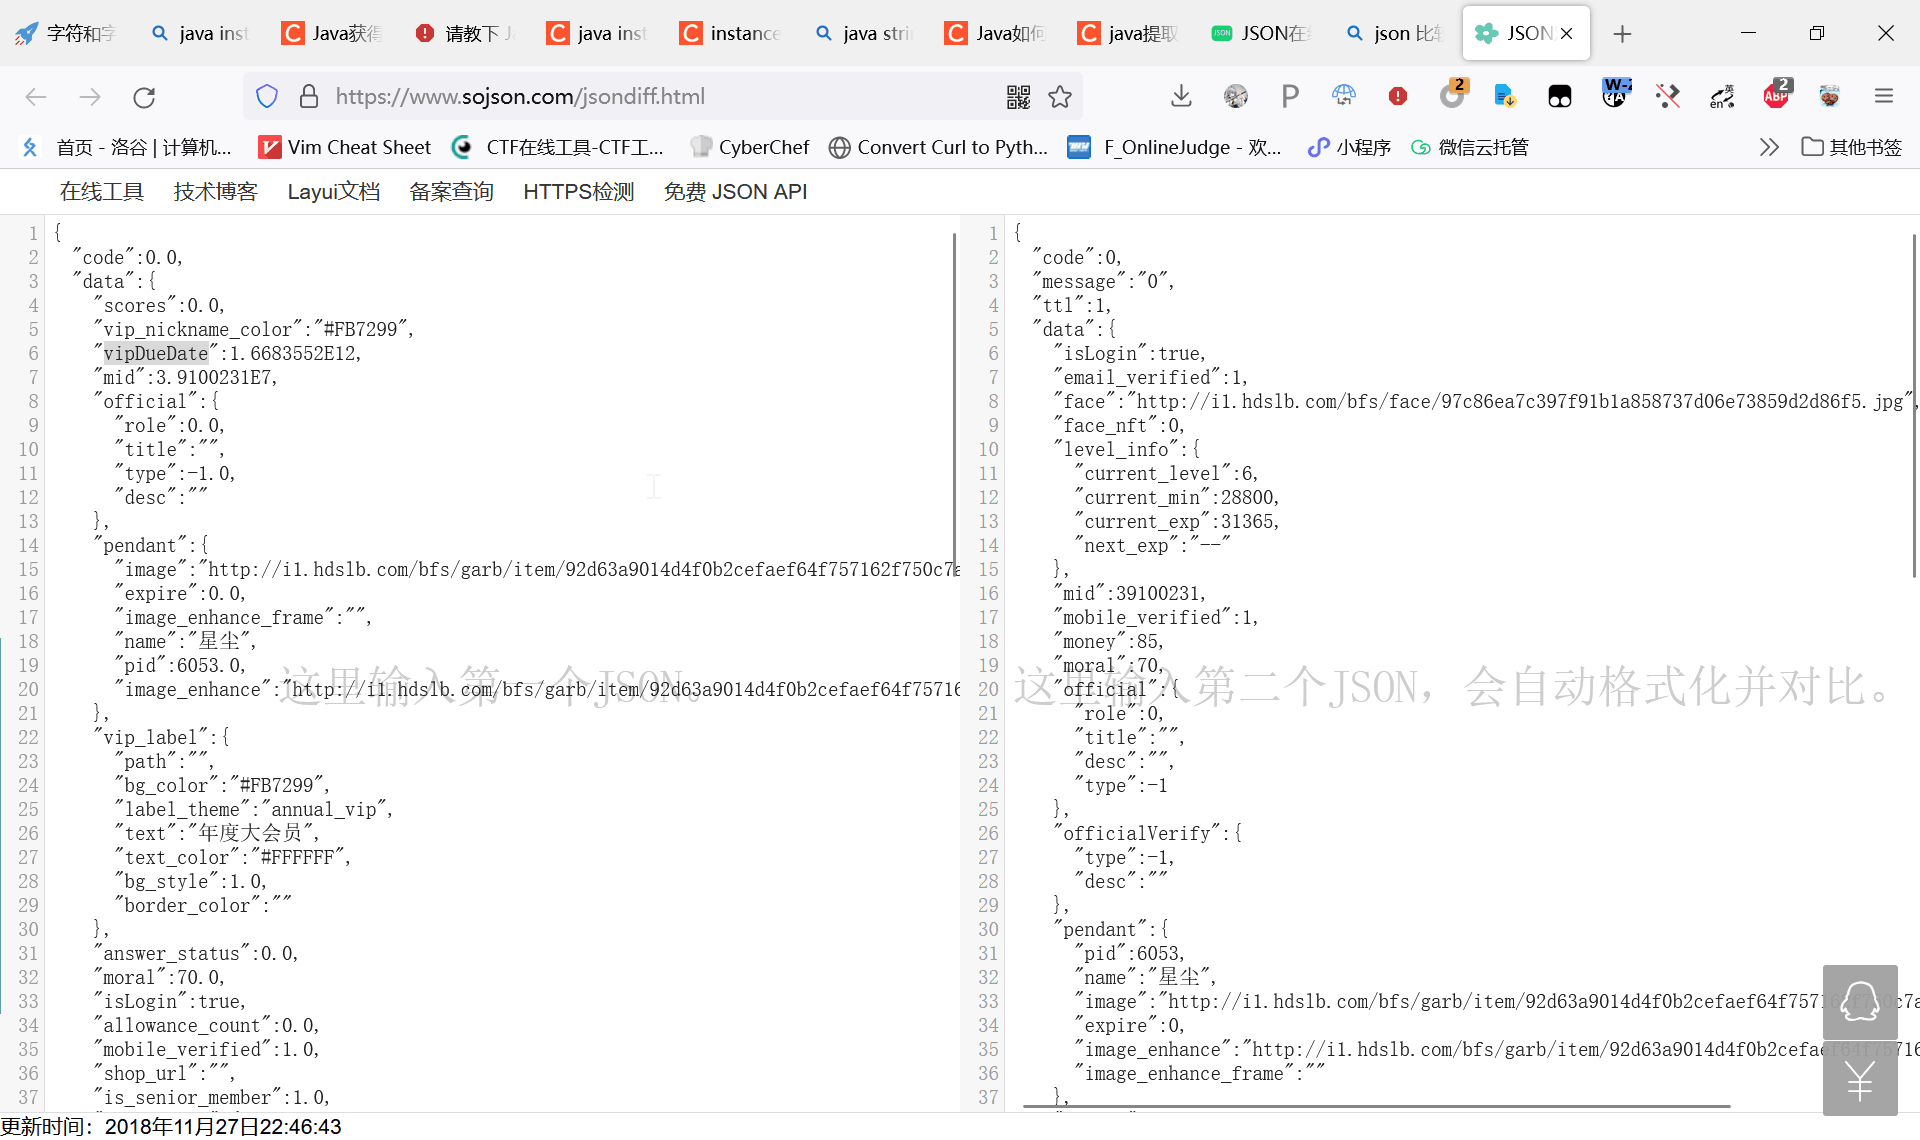 字符和字 java inst Java获得 请教下 J java inst instance java stri Java如何 java提取 JSON在线 json 比较 JSON
https://www.sojson.com/jsondiff.html
首页 - 洛谷 | 计算机... Vim Cheat Sheet CTF在线工具-CTF工... CyberChef Convert Curl to Pyth... F_OnlineJudge - 欢... 小程序 微信云托管 其他书签
在线工具 技术博客 Layui文档 备案查询 HTTPS检测 免费 JSON API
1 {
2 "code":0.0,
3 "data":{
4 "scores":0.0,
5 "vip_nickname_color":"#FB7299",
6 "vipDueDate":1.6683552E12,
7 "mid":3.9100231E7,
8 "official":{
9 "role":0.0,
10 "title":"",
11 "type":-1.0,
12 "desc":""
13 },
14 "pendant":{
15 "image":"http://i1.hdslb.com/bfs/garb/item/92d63a9014d4f0b2cefaef64f757162f750c7a
16 "expire":0.0,
17 "image_enhance_frame":"",
18 "name":"星尘",
19 "pid":6053.0,
20 "image_enhance":"http://i1.hdslb.com/bfs/garb/item/92d63a9014d4f0b2cefaef64f75716
21 },
22 "vip_label":{
23 "path":"",
24 "bg_color":"#FB7299",
25 "label_theme":"annual_vip",
26 "text":"年度大会员",
27 "text_color":"#FFFFFF",
28 "bg_style":1.0,
29 "border_color":""
30 },
31 "answer_status":0.0,
32 "moral":70.0,
33 "isLogin":true,
34 "allowance_count":0.0,
35 "mobile_verified":1.0,
36 "shop_url":"",
37 "is_senior_member":1.0,
这里输入第一个JSON。
1 {
2 "code":0,
3 "message":"0",
4 "ttl":1,
5 "data":{
6 "isLogin":true,
7 "email_verified":1,
8 "face":"http://i1.hdslb.com/bfs/face/97c86ea7c397f91b1a858737d06e73859d2d86f5.jpg",
9 "face_nft":0,
10 "level_info":{
11 "current_level":6,
12 "current_min":28800,
13 "current_exp":31365,
14 "next_exp":"--"
15 },
16 "mid":39100231,
17 "mobile_verified":1,
18 "money":85,
19 "moral":70,
20 "official":{
21 "role":0,
22 "title":"",
23 "desc":"",
24 "type":-1
25 },
26 "officialVerify":{
27 "type":-1,
28 "desc":""
29 },
30 "pendant":{
31 "pid":6053,
32 "name":"星尘",
33 "image":"http://i1.hdslb.com/bfs/garb/item/92d63a9014d4f0b2cefaef64f757162f750c7a
34 "expire":0,
35 "image_enhance":"http://i1.hdslb.com/bfs/garb/item/92d63a9014d4f0b2cefaef64f75716
36 "image_enhance_frame":""
37 },
这里输入第二个JSON，会自动格式化并对比。
更新时间：2018年11月27日22:46:43